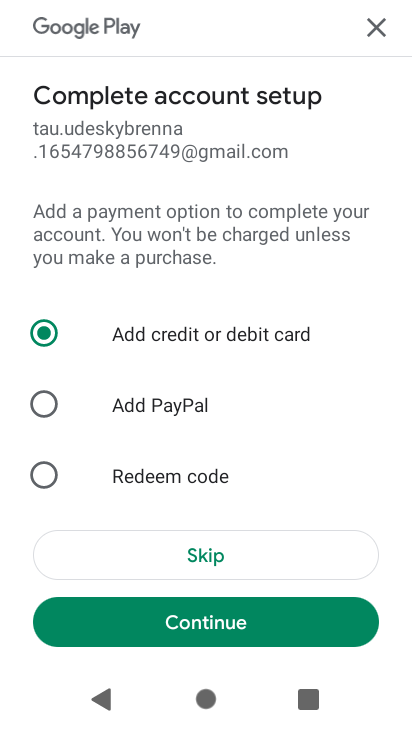 Google Play
Complete account setup
tau.udeskybrenna
.1654798856749@gmail.com
Add a payment option to complete your
account. You won't be charged unless
you make a purchase.
Add credit or debit card
Add PayPal
Redeem code
Skip
Continue